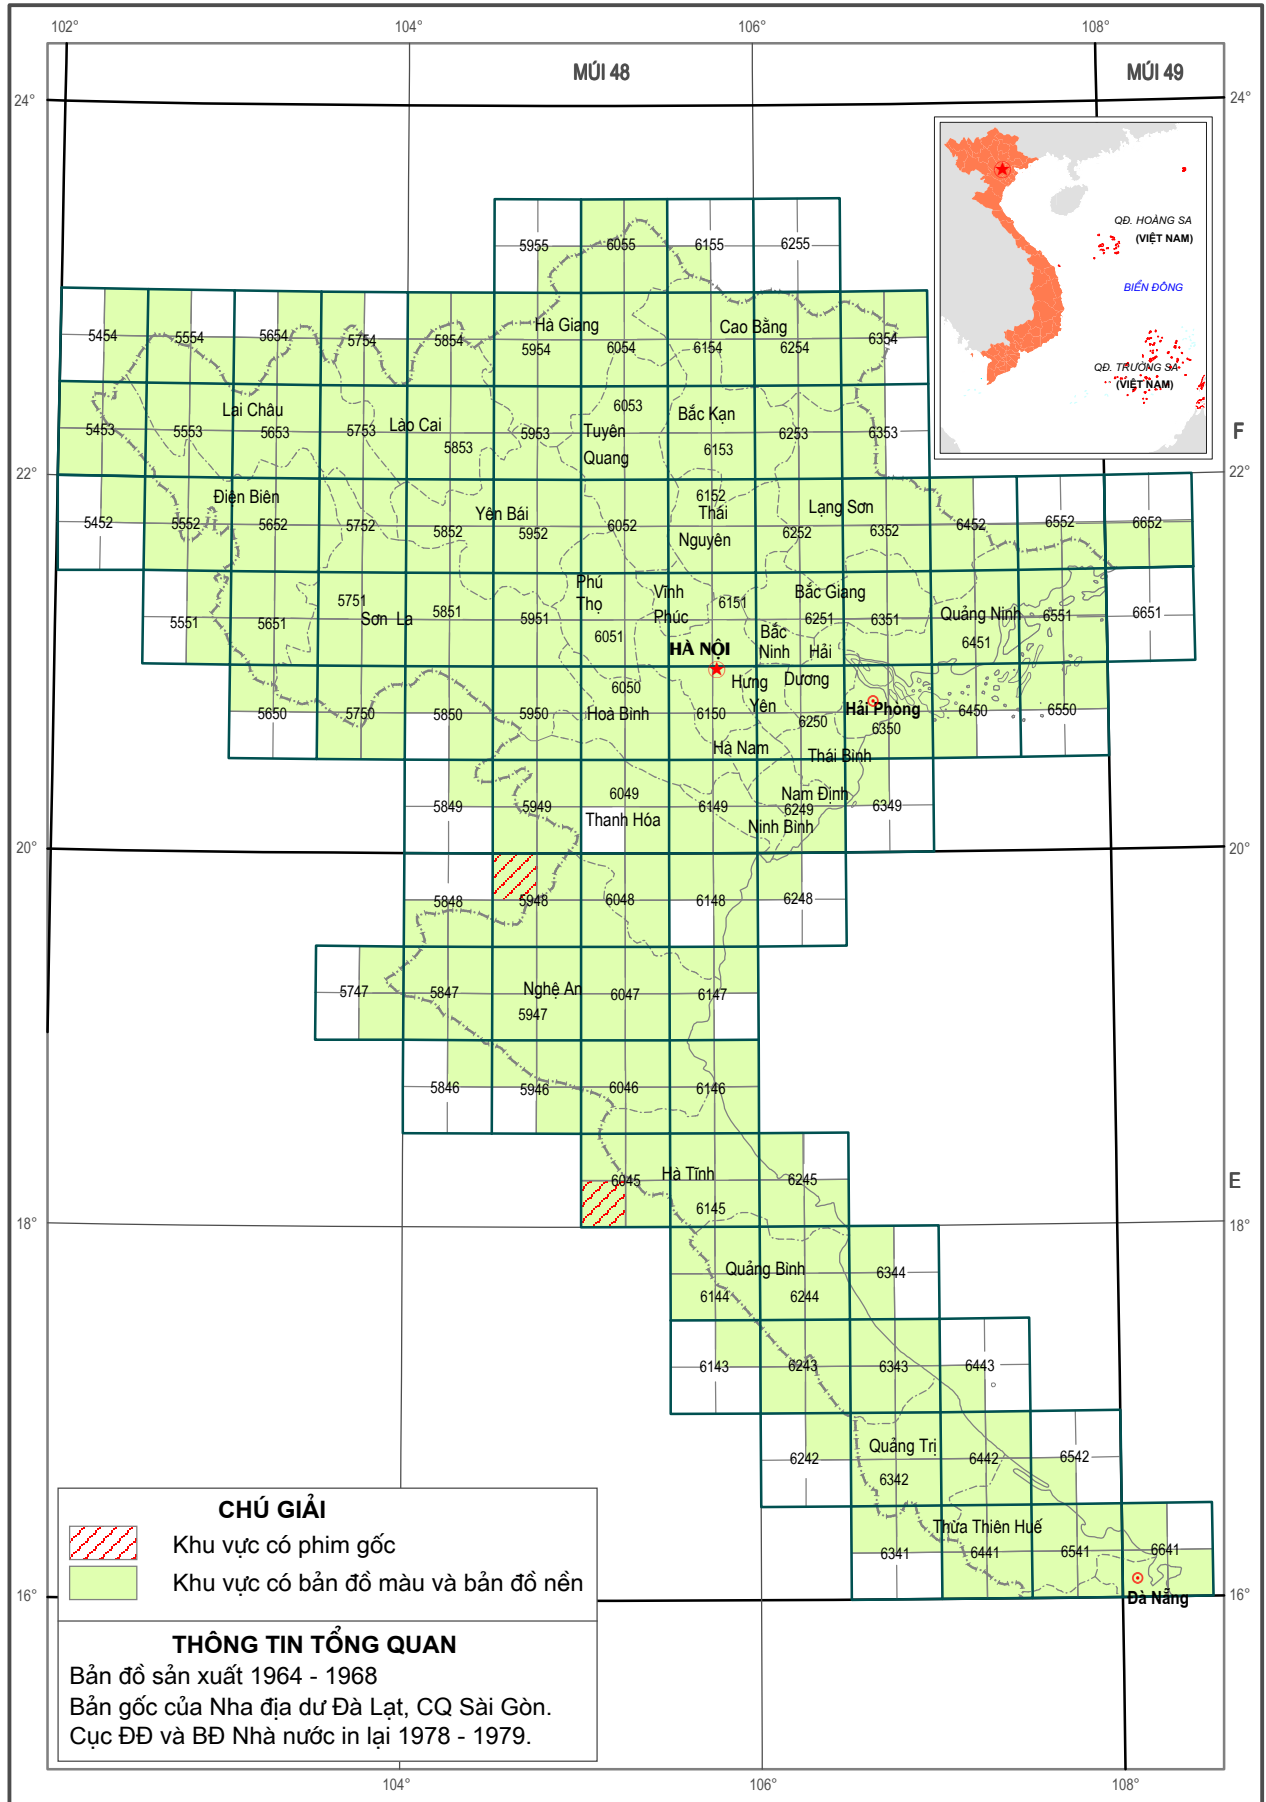 102° 104° 106° 108°
MÚI 48 MÚI 49
24° 24°
QĐ. HOÀNG SA
(VIỆT NAM)
BIỂN ĐÔNG
QĐ. TRƯỜNG SA
(VIỆT NAM)
5955 6055 6155 6255
Hà Giang Cao Bằng
5454 5554 5654 5754 5854 5954 6054 6154 6254 6354
Lai Châu Lào Cai 6053 Bắc Kạn
Tuyên
Quang
5453 5553 5653 5753 5853 5953 6153 6253 6353
F
22° 22°
Điện Biên Yên Bái 6152 Lạng Sơn
Thái
Nguyên
5452 5552 5652 5752 5852 5952 6052 6252 6352 6452 6552 6652
Phú
Thọ
Vĩnh
Phúc
Bắc Giang
Quảng Ninh
5751 Sơn La 5851 6151
5551 5651 5951 6051 6251 6351 6451 6551 6651
HÀ NỘI
Bắc
Ninh
Hải
Dương
Hưng
Yên
6050
Hoà Bình
Hải Phòng
5650 5750 5850 5950 6150 6250 6350 6450 6550
Hà Nam Thái Bình
6049 Nam Định
5849 5949 6149 6249 6349
Thanh Hóa Ninh Bình
20° 20°
5848 5948 6048 6148 6248
Nghệ An
5747 5847 5947 6047 6147
5846 5946 6046 6146
Hà Tĩnh
6045 6145 6245
E
18° 18°
Quảng Bình
6144 6244 6344
6143 6243 6343 6443
Quảng Trị
6242 6342 6442 6542
Thừa Thiên Huế
6341 6441 6541 6641
Đà Nẵng
16° 16°
CHÚ GIẢI
Khu vực có phim gốc
Khu vực có bản đồ màu và bản đồ nền
THÔNG TIN TỔNG QUAN
Bản đồ sản xuất 1964 - 1968
Bản gốc của Nha địa dư Đà Lạt, CQ Sài Gòn.
Cục ĐĐ và BĐ Nhà nước in lại 1978 - 1979.
104° 106° 108°